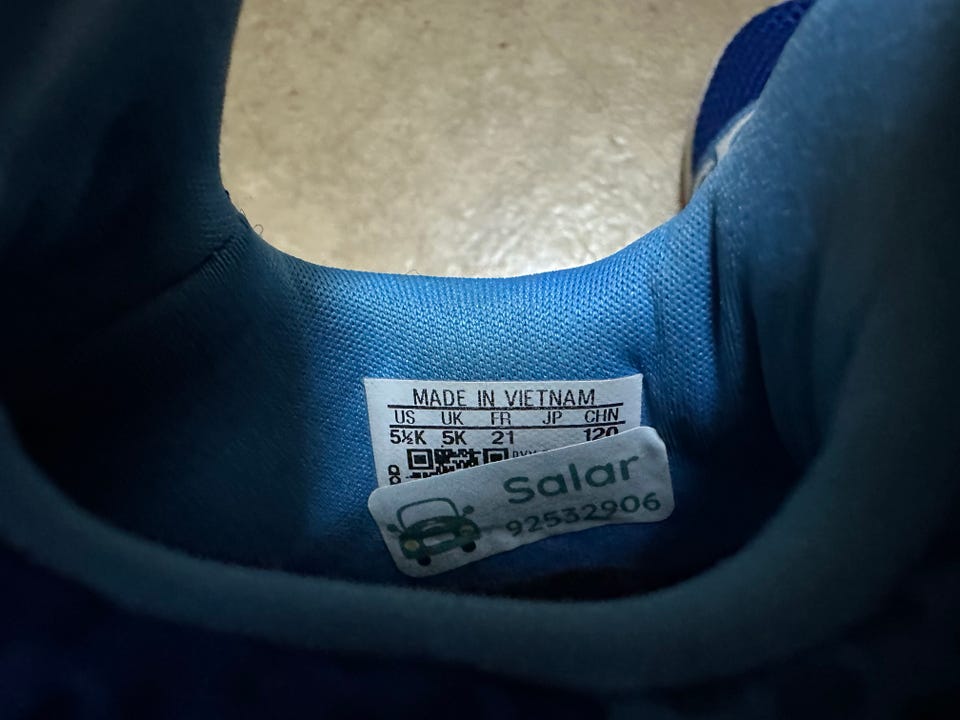 MADE IN VIETNAM
US UK FR JP CHN
5½K 5K 21 120
Salar
92532906